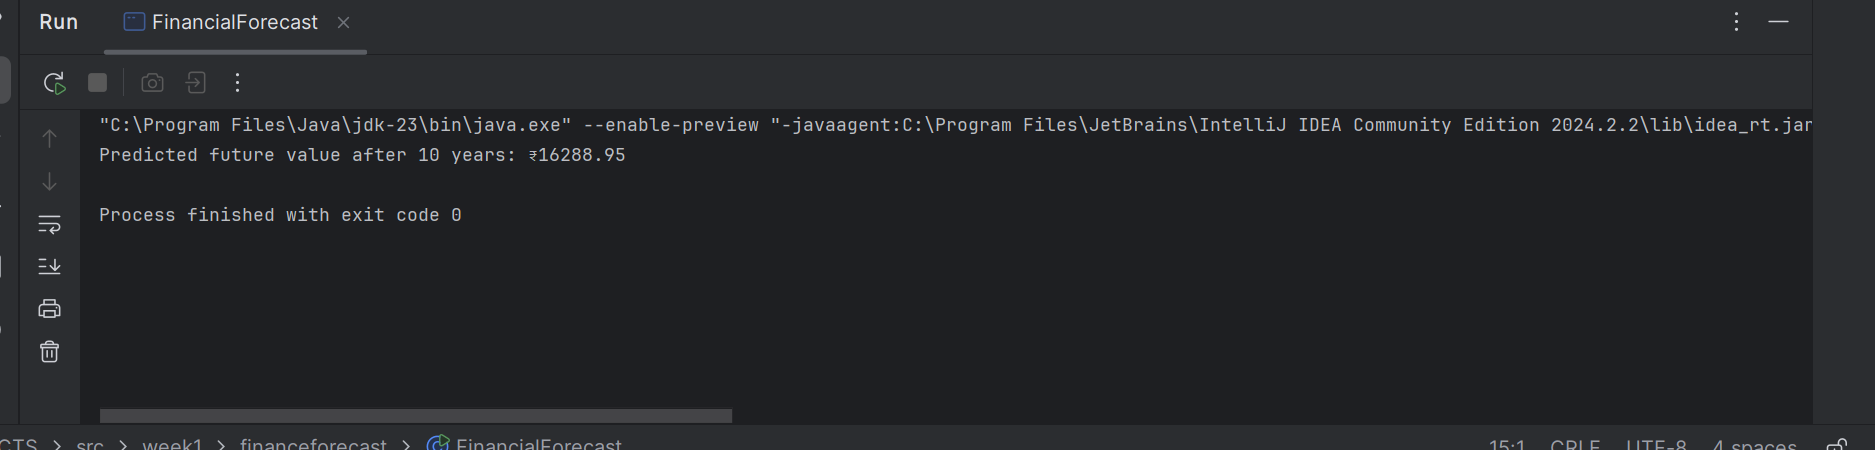 Run FinancialForecast
"C:\Program Files\Java\jdk-23\bin\java.exe" --enable-preview "-javaagent:C:\Program Files\JetBrains\IntelliJ IDEA Community Edition 2024.2.2\lib\idea_rt.jar
Predicted future value after 10 years: ₹16288.95
Process finished with exit code 0
CTS > src > week1 > financeforecast > FinancialForecast 15:1 CRLF UTF-8 4 spaces